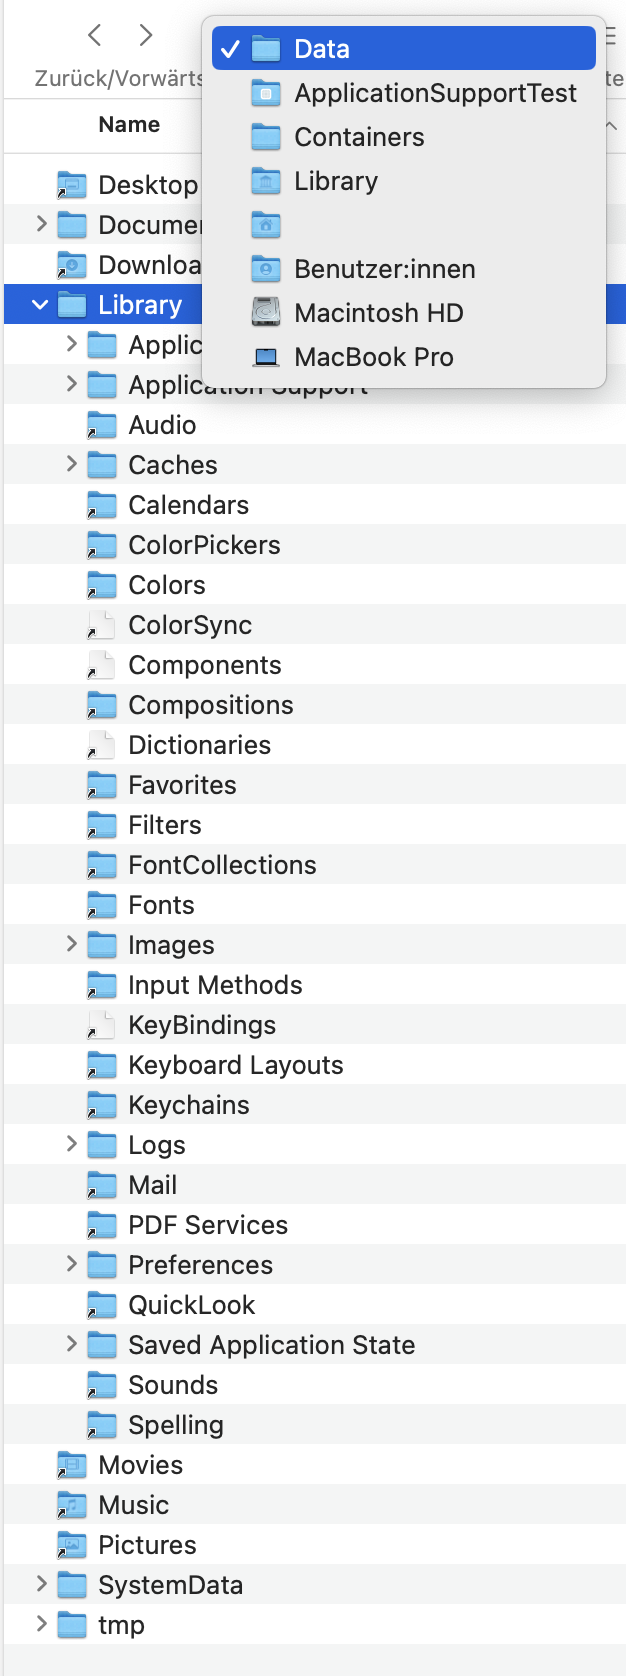 Data
Zurück/Vorwärts
ApplicationSupportTest
Name
Containers
Library
Benutzer:innen
Macintosh HD
MacBook Pro
Desktop
Library
Application Support
Audio
Caches
Calendars
ColorPickers
Colors
ColorSync
Components
Compositions
Dictionaries
Favorites
Filters
FontCollections
Fonts
Images
Input Methods
KeyBindings
Keyboard Layouts
Keychains
Logs
Mail
PDF Services
Preferences
QuickLook
Saved Application State
Sounds
Spelling
Movies
Music
Pictures
SystemData
tmp